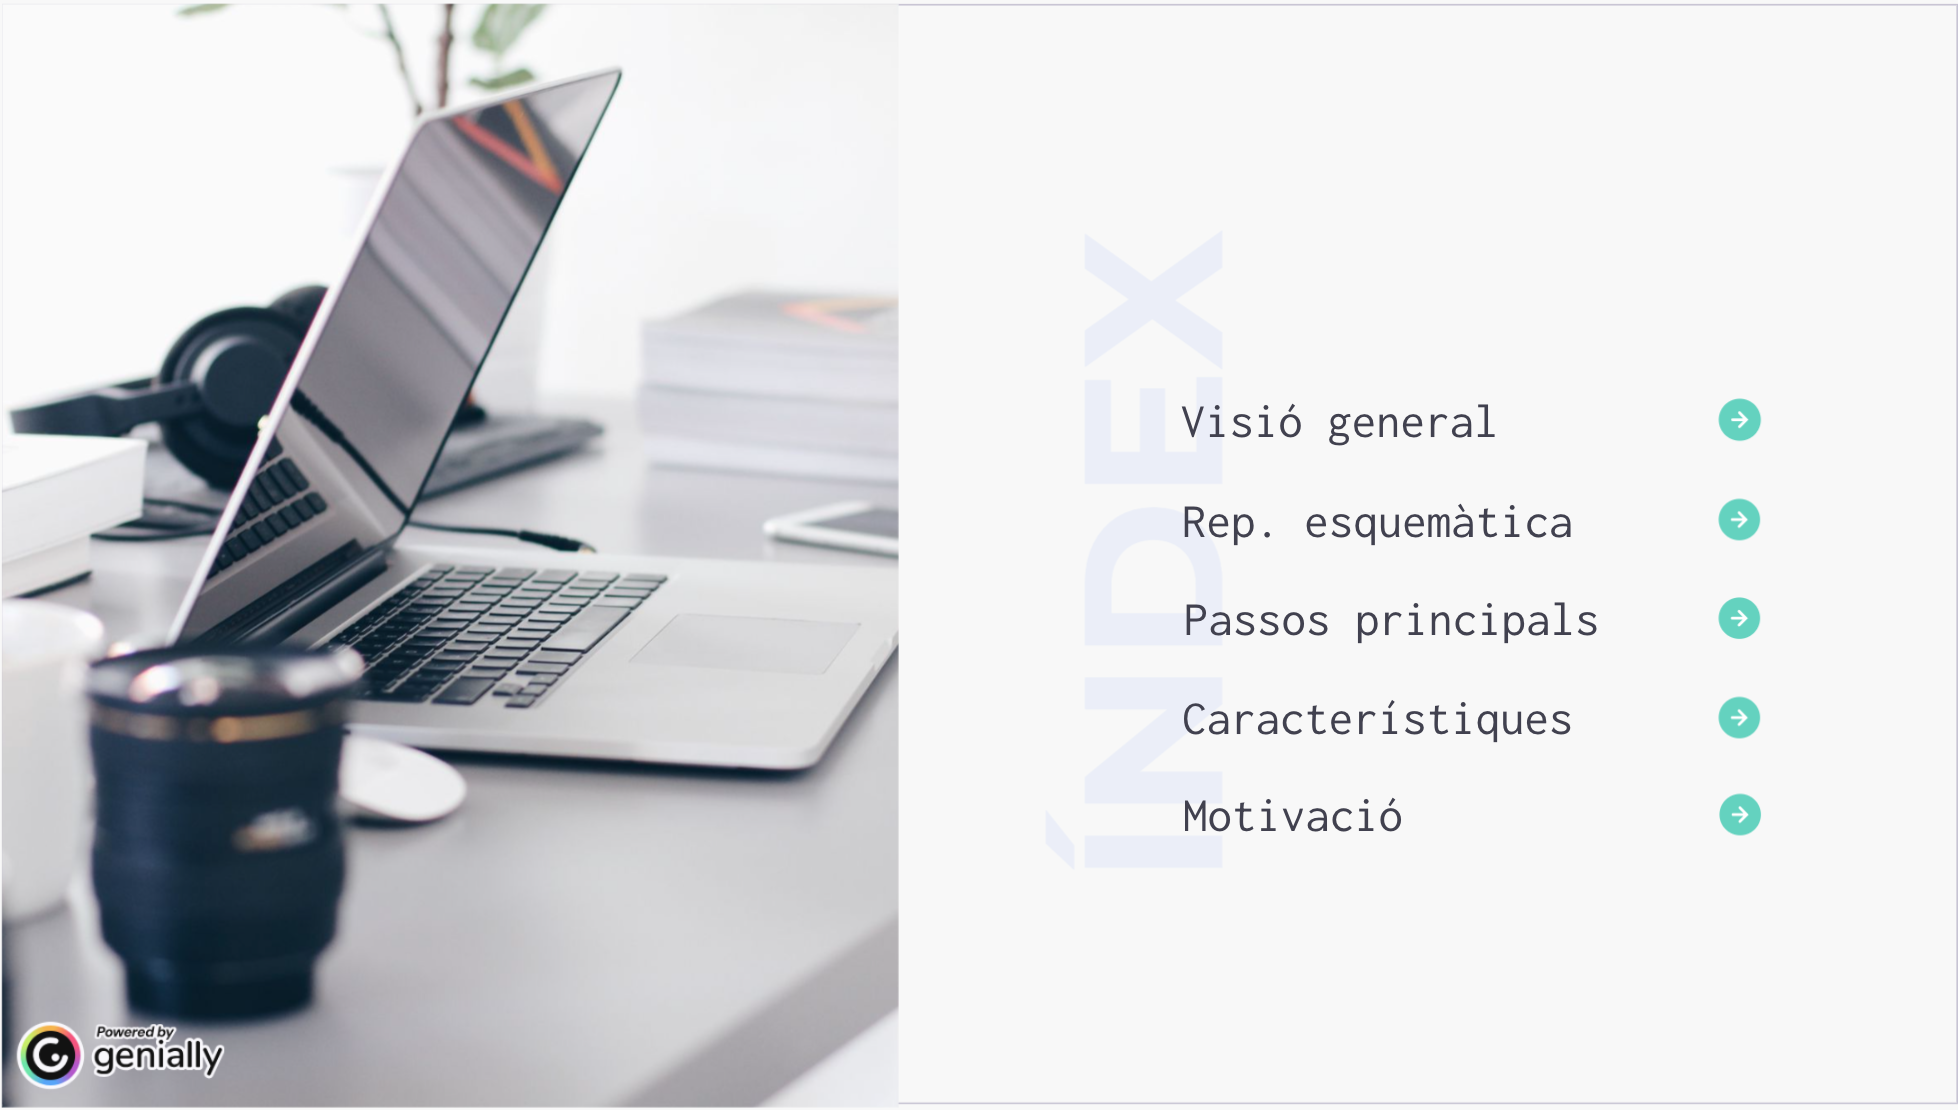 ÍNDEX
Visió general
Rep. esquemàtica
Passos principals
Característiques
Motivació
Powered by
genially